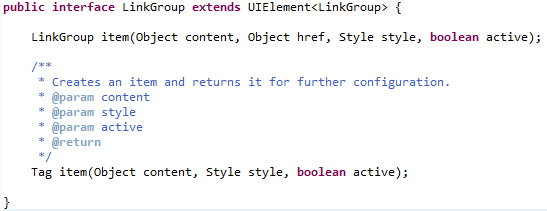 public interface LinkGroup extends UIElement<LinkGroup> {
LinkGroup item(Object content, Object href, Style style, boolean active);
/**
* Creates an item and returns it for further configuration.
* @param content
* @param style
* @param active
* @return
*/
Tag item(Object content, Style style, boolean active);
}